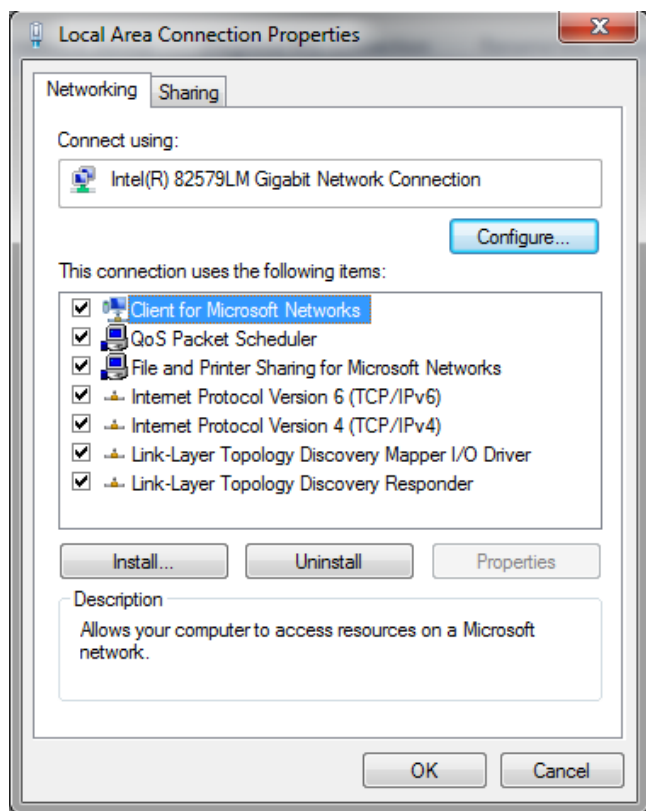 Local Area Connection Properties
Networking
Sharing
Connect using:
Intel(R) 82579LM Gigabit Network Connection
Configure...
This connection uses the following items:
Client for Microsoft Networks
QoS Packet Scheduler
File and Printer Sharing for Microsoft Networks
Internet Protocol Version 6 (TCP/IPv6)
Internet Protocol Version 4 (TCP/IPv4)
Link-Layer Topology Discovery Mapper I/O Driver
Link-Layer Topology Discovery Responder
Install...
Uninstall
Properties
Description
Allows your computer to access resources on a Microsoft
network.
OK
Cancel